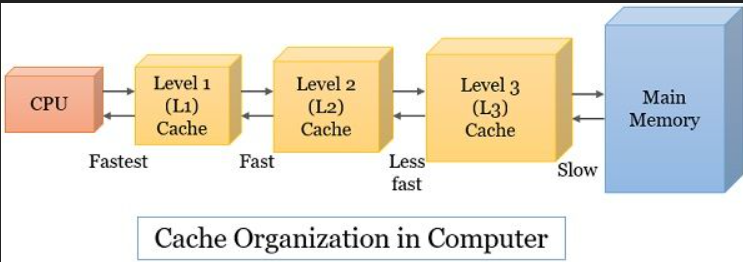 CPU
Level 1
(L1)
Cache
Level 2
(L2)
Cache
Level 3
(L3)
Cache
Main
Memory
Fastest
Fast
Less
fast
Slow
Cache Organization in Computer